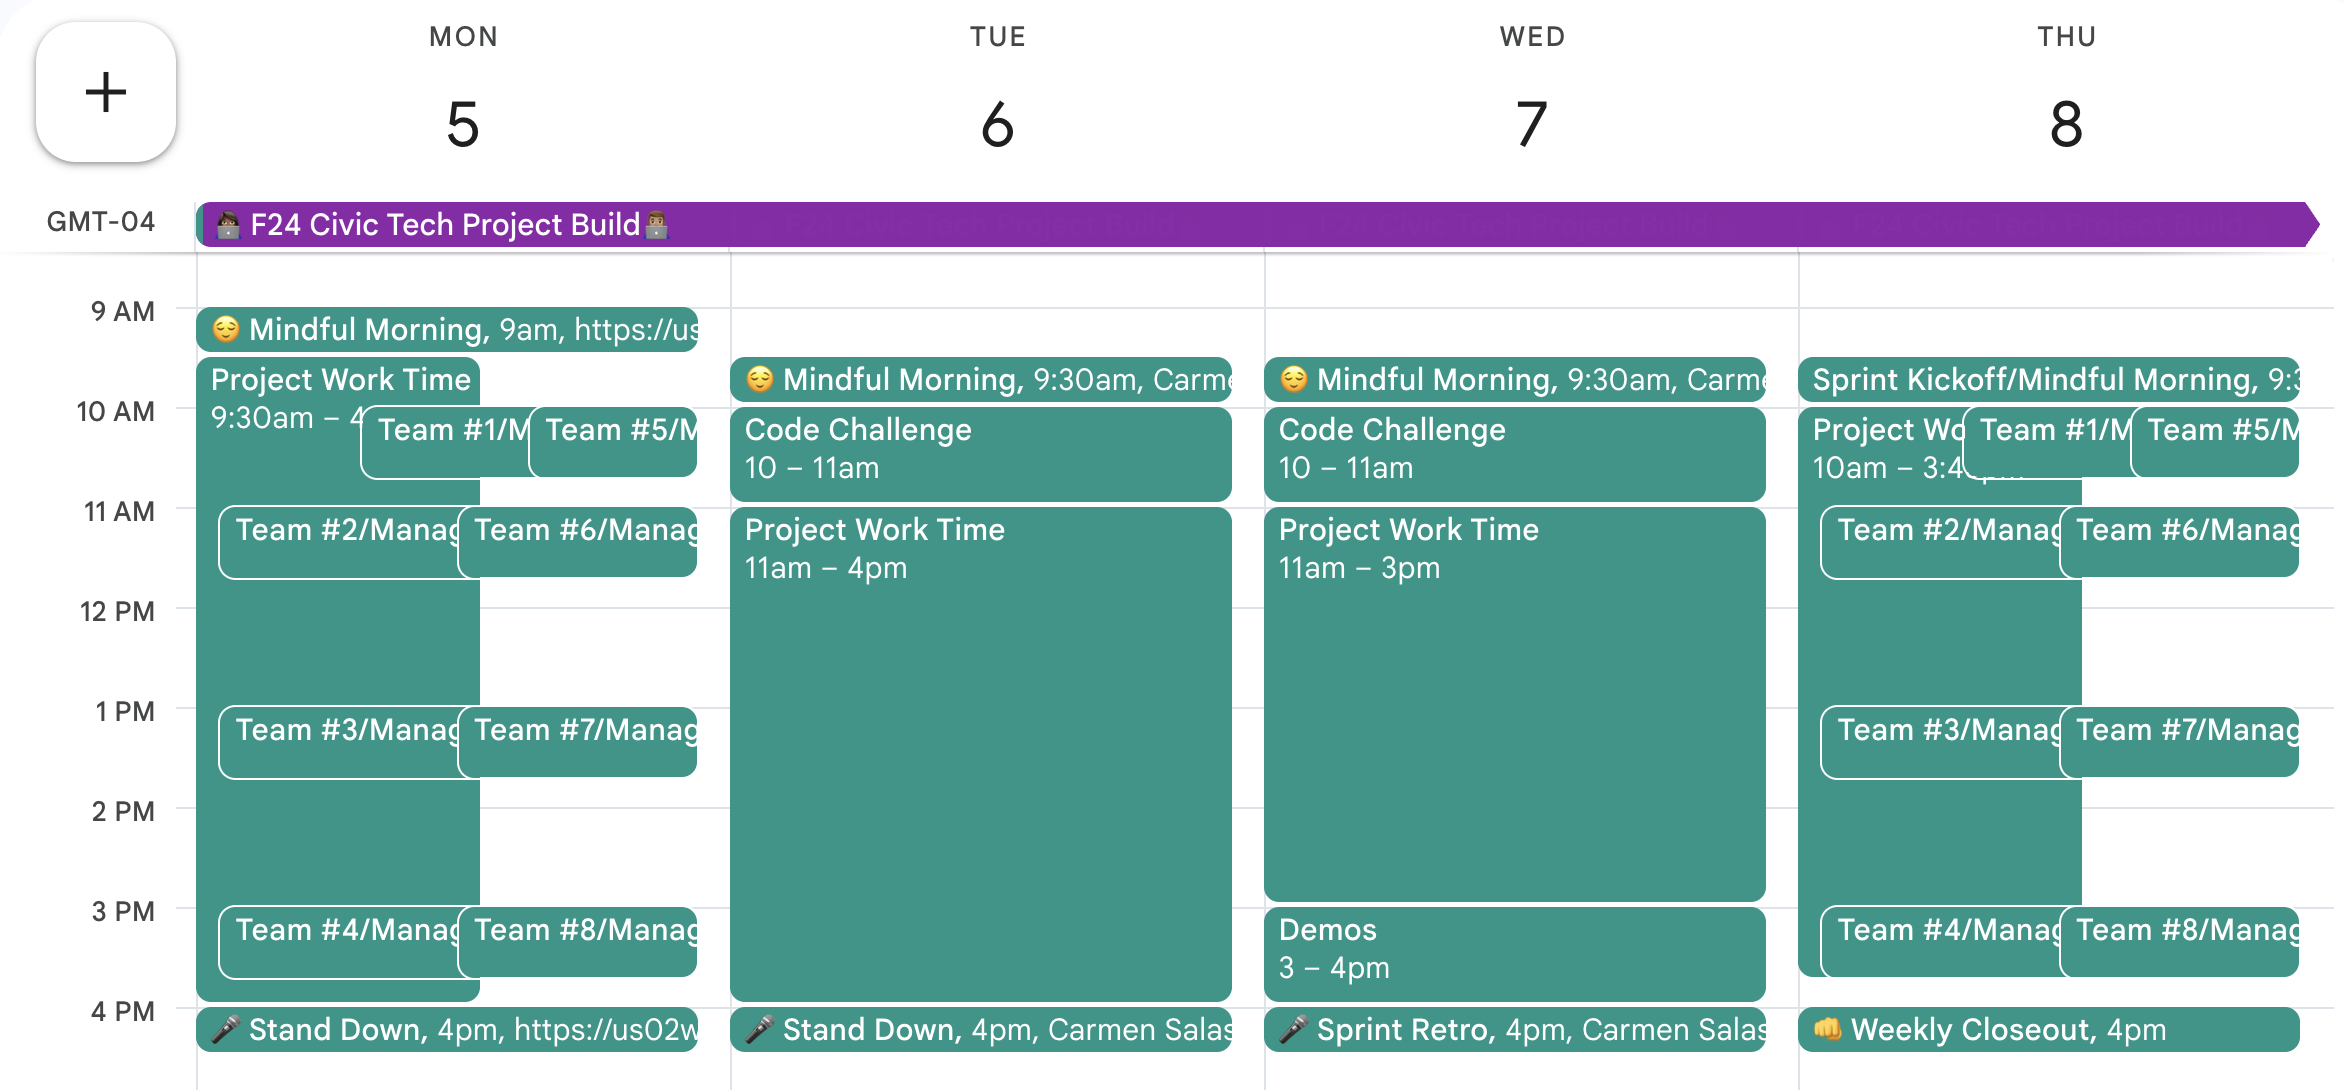 MON
TUE
WED
THU
5
6
7
8
GMT-04
F24 Civic Tech Project Build
9 AM
10 AM
11 AM
12 PM
1 PM
2 PM
3 PM
4 PM
Mindful Morning, 9am, https://us
Project Work Time
9:30am – 4
Team #1/M
Team #5/M
Team #2/Manag
Team #6/Manag
Team #3/Manag
Team #7/Manag
Team #4/Manag
Team #8/Manag
Stand Down, 4pm, https://us02w
Mindful Morning, 9:30am, Carme
Code Challenge
10 – 11am
Project Work Time
11am – 4pm
Stand Down, 4pm, Carmen Salas
Mindful Morning, 9:30am, Carme
Code Challenge
10 – 11am
Project Work Time
11am – 3pm
Demos
3 – 4pm
Sprint Retro, 4pm, Carmen Salas
Sprint Kickoff/Mindful Morning, 9:3
Project Wo
10am – 3:4
Team #1/M
Team #5/M
Team #2/Manag
Team #6/Manag
Team #3/Manag
Team #7/Manag
Team #4/Manag
Team #8/Manag
Weekly Closeout, 4pm